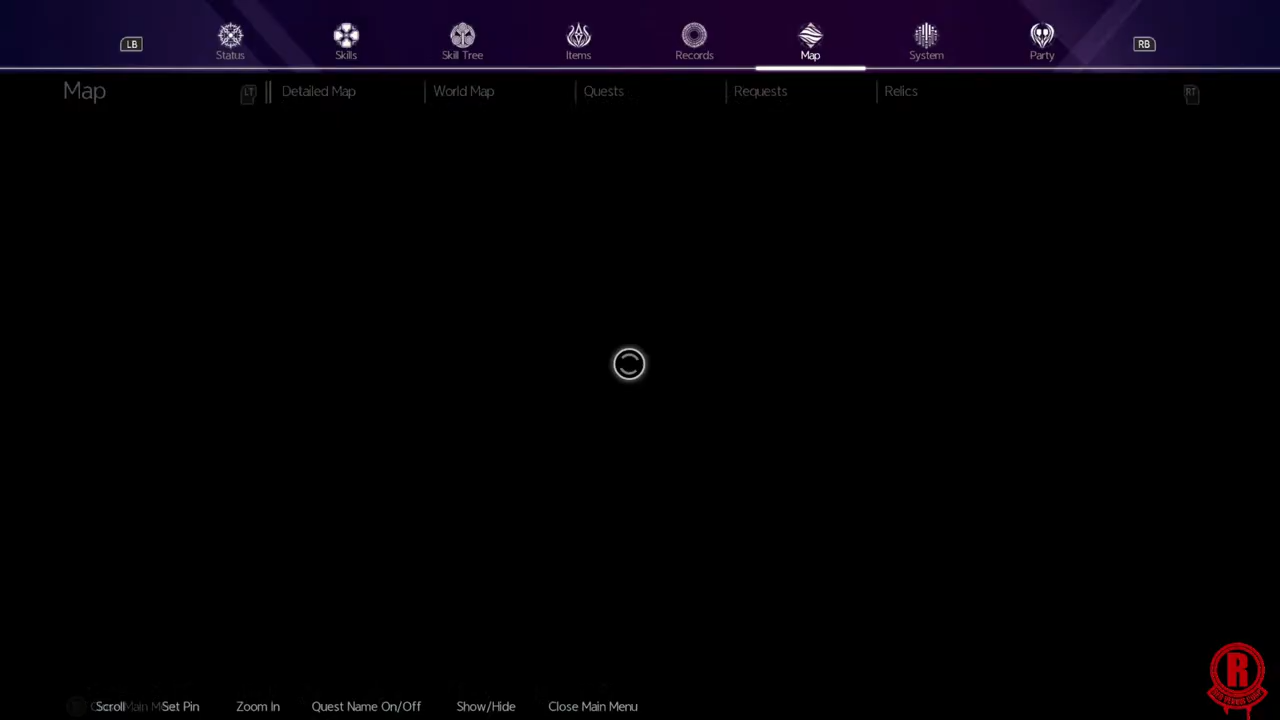 LB Status Skills Skill Tree Items Records Map System Party RB
Map LT Detailed Map World Map Quests Requests Relics RT
Scroll Set Pin Zoom In Quest Name On/Off Show/Hide Close Main Menu
R